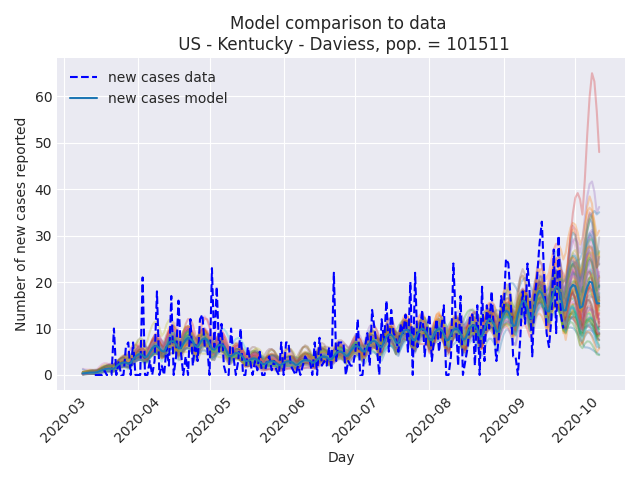 Model comparison to data
US - Kentucky - Daviess, pop. = 101511
new cases data
new cases model
Number of new cases reported
60
50
40
30
20
10
0
2020-03
2020-04
2020-05
2020-06
2020-07
2020-08
2020-09
2020-10
Day